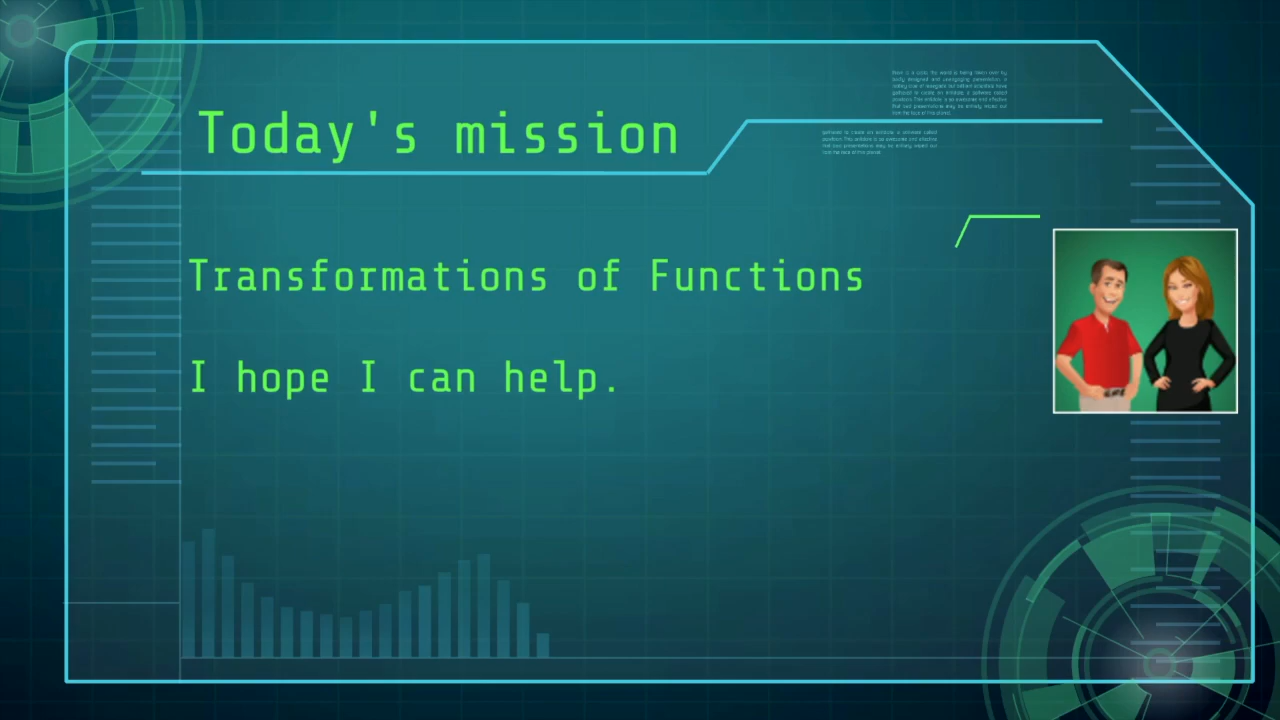 Today's mission
Transformations of Functions
I hope I can help.